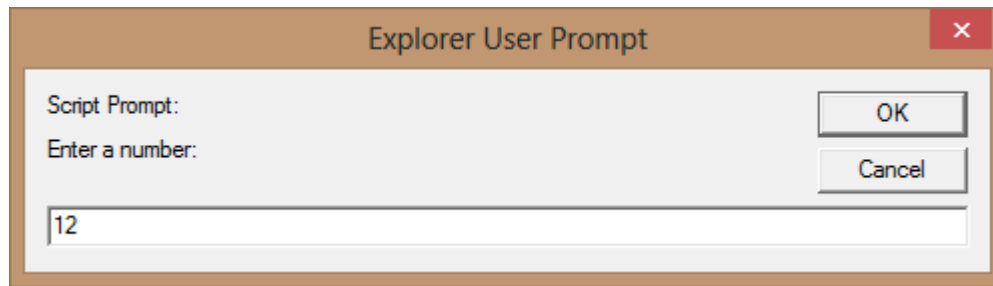 Explorer User Prompt
×
Script Prompt:
OK
Enter a number:
Cancel
12